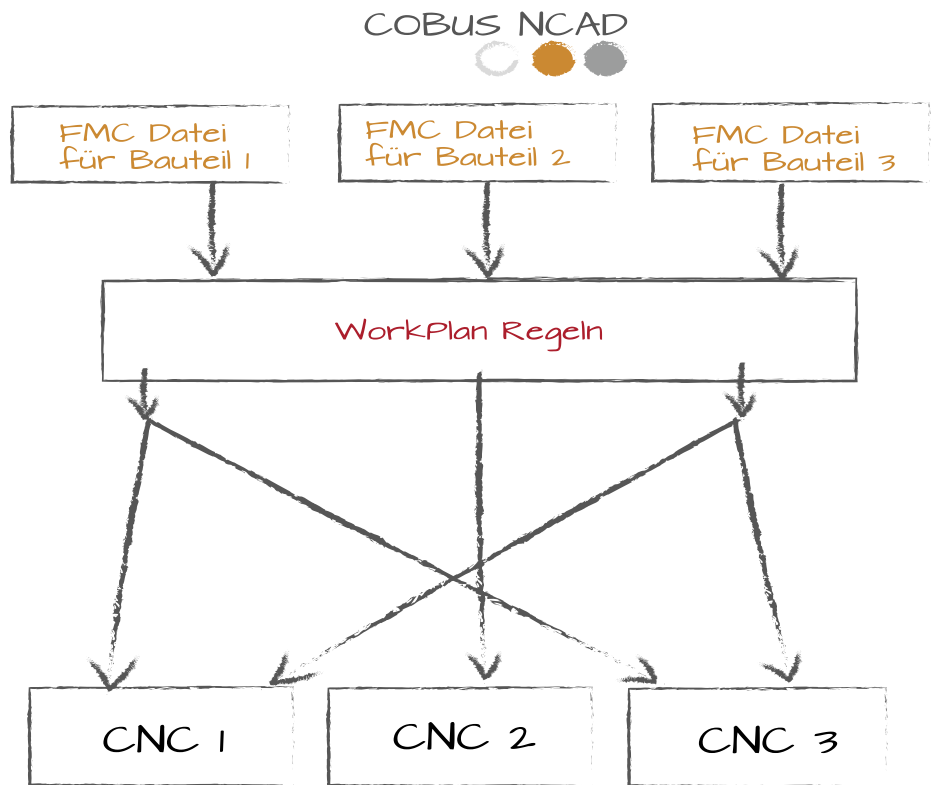 COBUS NCAD
FMC Datei
für Bauteil 1
FMC Datei
für Bauteil 2
FMC Datei
für Bauteil 3
WorkPlan Regeln
CNC 1
CNC 2
CNC 3